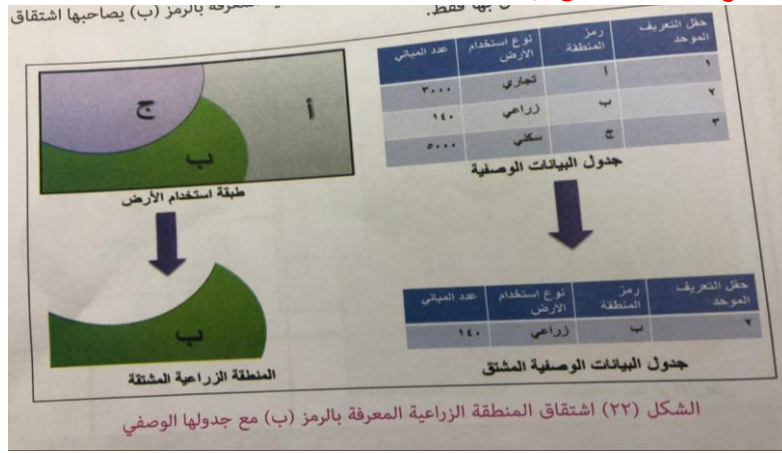 بها فقط.
بالرمز (ب) يصاحبها اشتقاق
حقل التعريف الموحد رمز المنطقة نوع استخدام الأرض عدد المباني
١ أ تجاري ٣٠٠٠
٢ ب زراعي ١٤٠
٣ ج سكني ٥٠٠٠
جدول البيانات الوصفية
ج
ب
أ
طبقة استخدام الأرض
حقل التعريف الموحد رمز المنطقة نوع استخدام الأرض عدد المباني
٢ ب زراعي ١٤٠
جدول البيانات الوصفية المشتق
ب
المنطقة الزراعية المشتقة
الشكل (٢٢) اشتقاق المنطقة الزراعية المعرفة بالرمز (ب) مع جدولها الوصفي